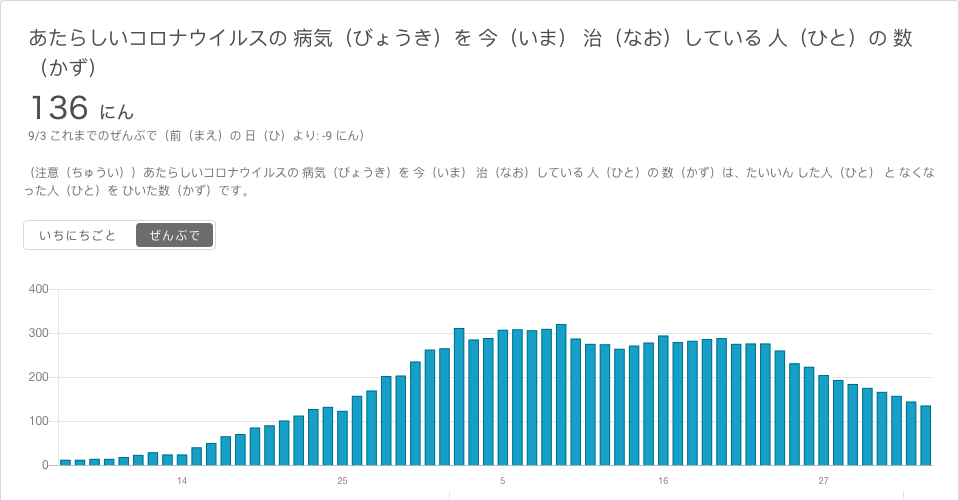 あたらしいコロナウイルスの 病気（びょうき）を 今（いま） 治（なお）している 人（ひと）の 数
（かず）
136 にん
9/3 これまでのぜんぶで（前（まえ）の 日（ひ）より: -9 にん）
（注意（ちゅうい））あたらしいコロナウイルスの 病気（びょうき）を 今（いま） 治（なお）している 人（ひと）の 数（かず）は、たいいん した人（ひと） と なくな
った人（ひと）を ひいた数（かず）です。
いちにちごと ぜんぶで
400
300
200
100
0
14 25 5 16 27